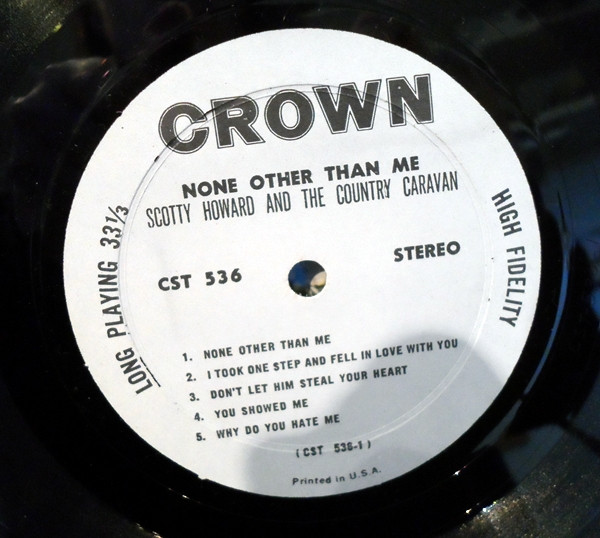 CROWN
NONE OTHER THAN ME
SCOTTY HOWARD AND THE COUNTRY CARAVAN
LONG PLAYING 33 1/3
HIGH FIDELITY
CST 536
STEREO
1. NONE OTHER THAN ME
2. I TOOK ONE STEP AND FELL IN LOVE WITH YOU
3. DON'T LET HIM STEAL YOUR HEART
4. YOU SHOWED ME
5. WHY DO YOU HATE ME
(CST 536-1)
Printed in U.S.A.